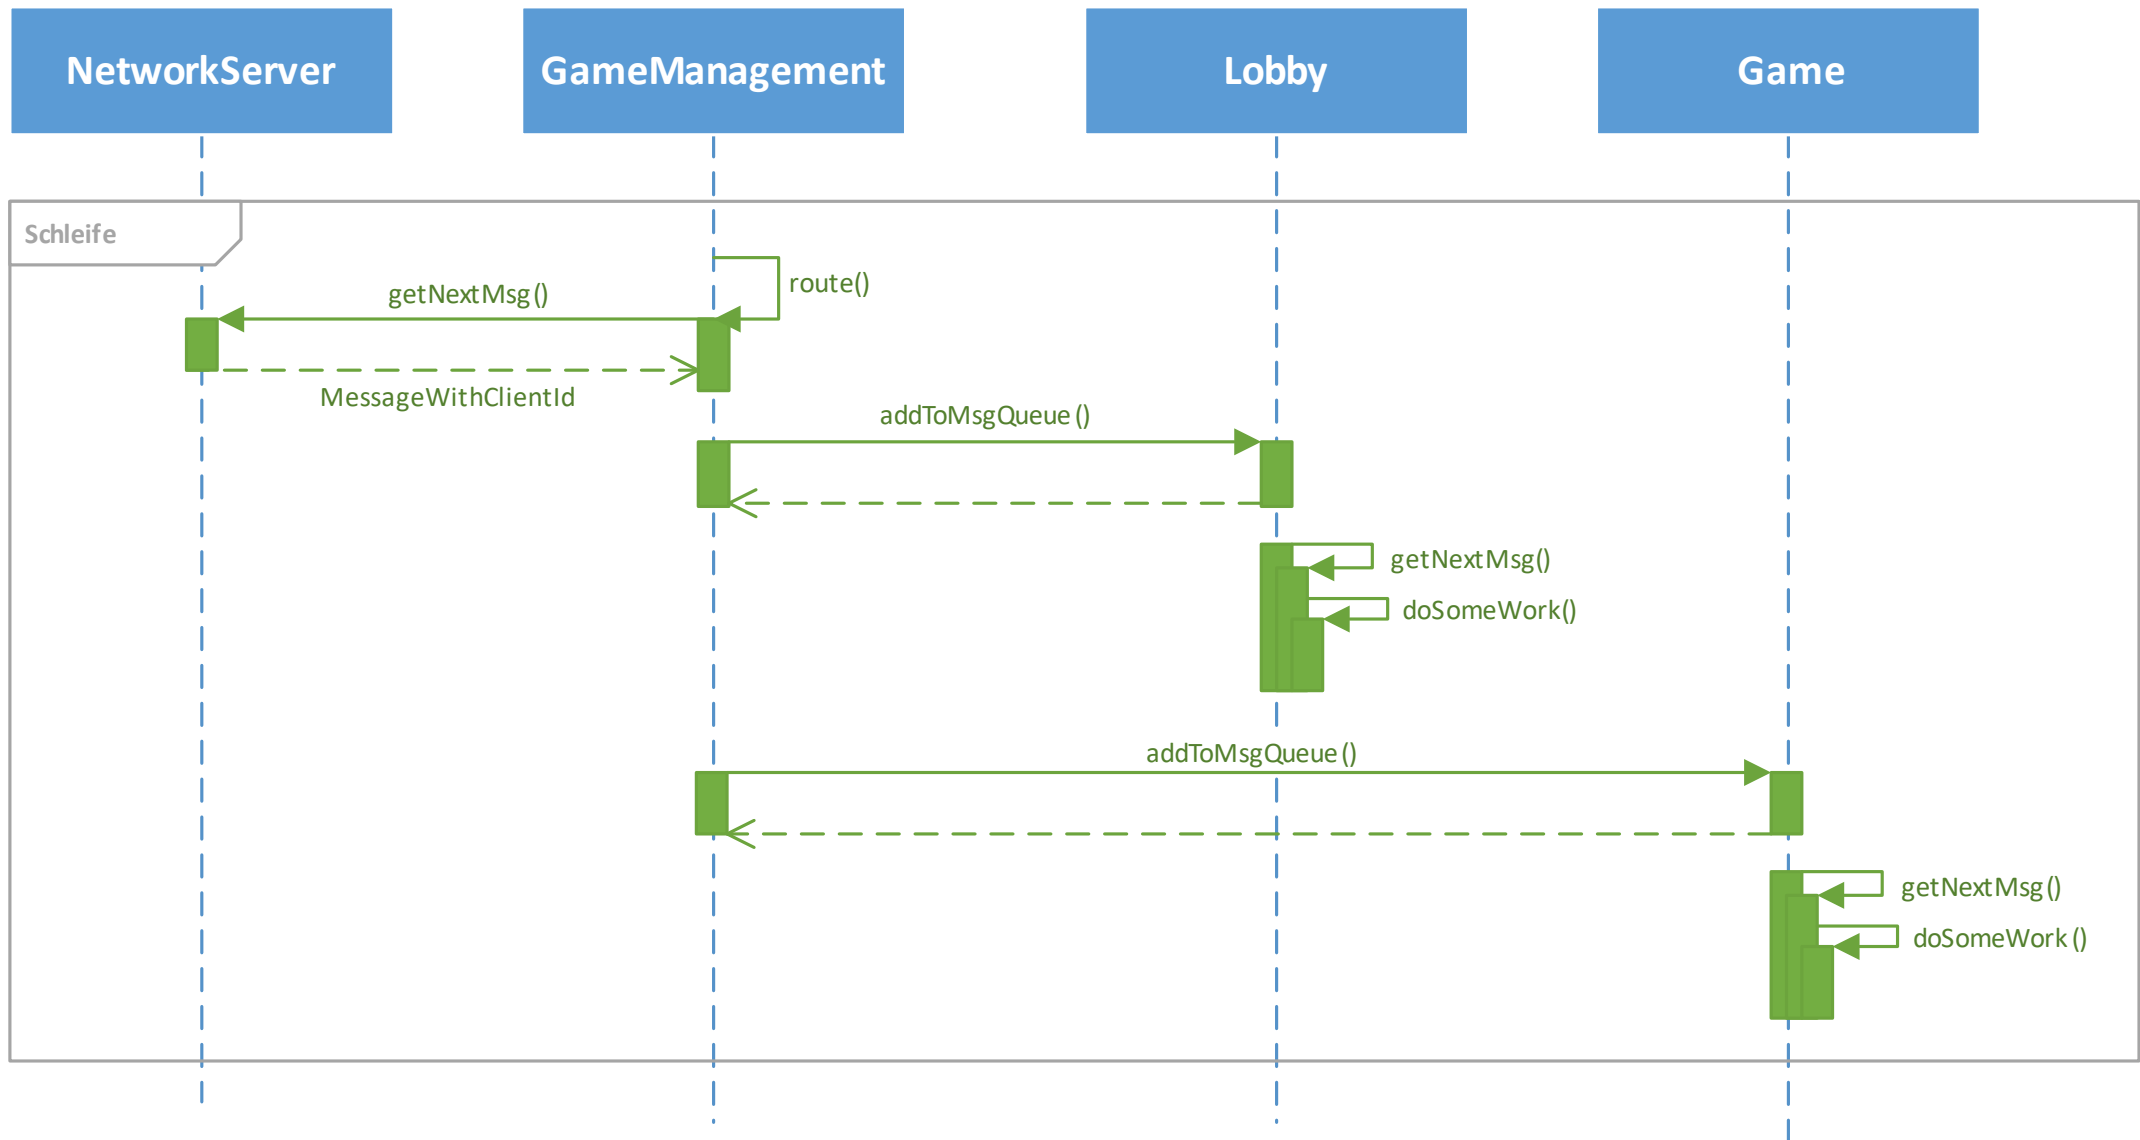 NetworkServer
GameManagement
Lobby
Game
Schleife
route()
getNextMsg()
MessageWithClientId
addToMsgQueue()
getNextMsg()
doSomeWork()
addToMsgQueue()
getNextMsg()
doSomeWork()